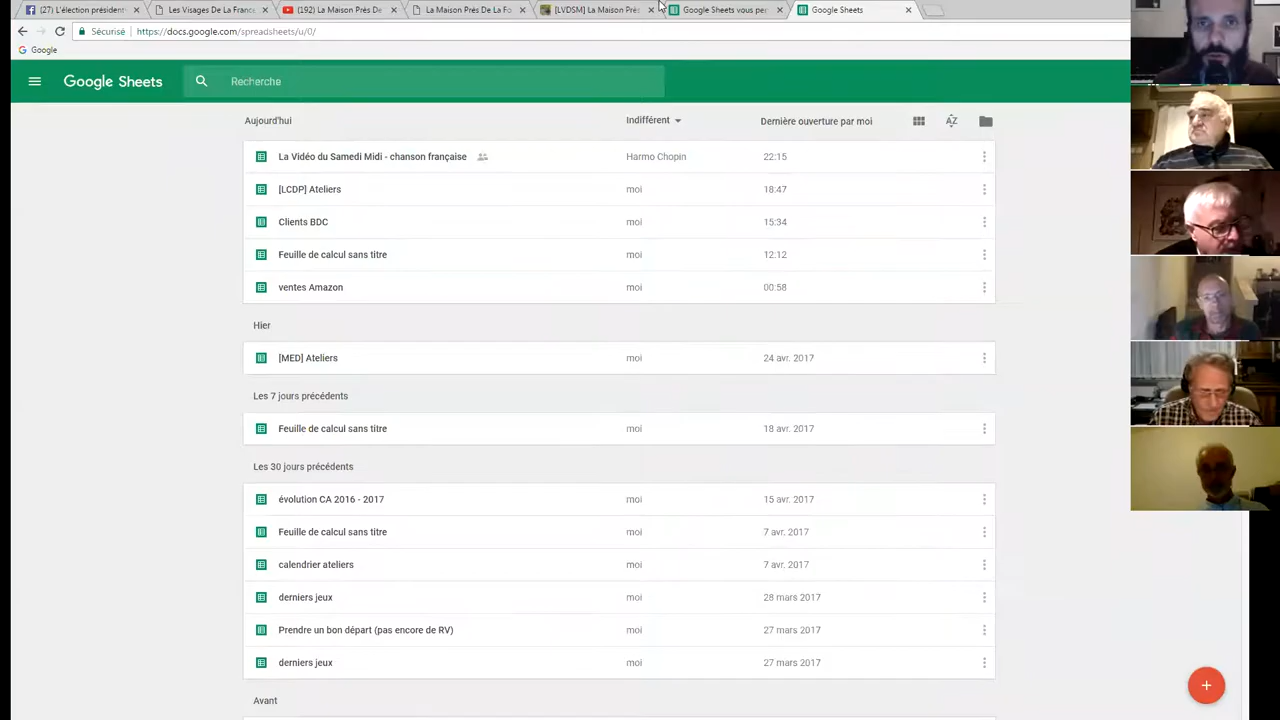 (27) L'élection présiden
Les Visages De La France
(192) La Maison Près De
La Maison Près De La Fo
[LVDSM] La Maison Près
Google Sheets vous per
Google Sheets
Sécurisé
https://docs.google.com/spreadsheets/u/0/
Google
Google Sheets
Recherche
Aujourd'hui
Indifférent
Dernière ouverture par moi
La Vidéo du Samedi Midi - chanson française
Harmo Chopin
22:15
[LCDP] Ateliers
moi
18:47
Clients BDC
moi
15:34
Feuille de calcul sans titre
moi
12:12
ventes Amazon
moi
00:58
Hier
[MED] Ateliers
moi
24 avr. 2017
Les 7 jours précédents
Feuille de calcul sans titre
moi
18 avr. 2017
Les 30 jours précédents
évolution CA 2016 - 2017
moi
15 avr. 2017
Feuille de calcul sans titre
moi
7 avr. 2017
calendrier ateliers
moi
7 avr. 2017
derniers jeux
moi
28 mars 2017
Prendre un bon départ (pas encore de RV)
moi
27 mars 2017
derniers jeux
moi
27 mars 2017
Avant